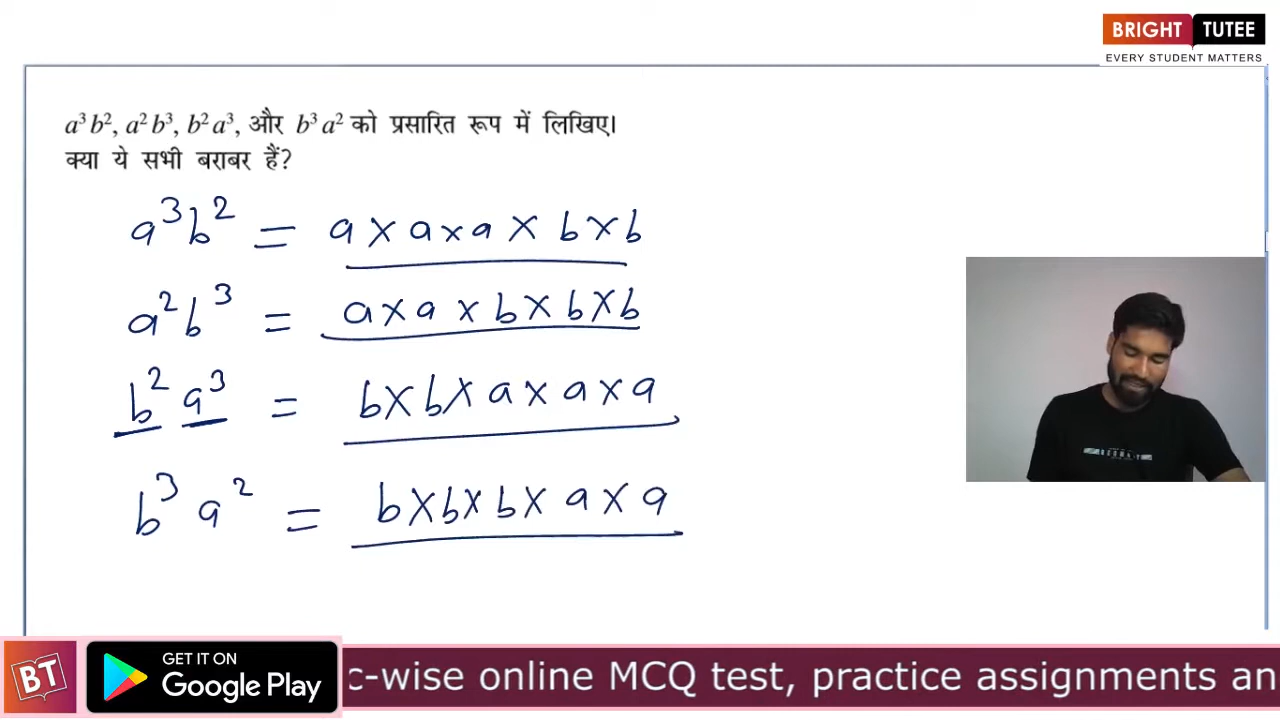 BRIGHT TUTEE
EVERY STUDENT MATTERS
a³b², a²b³, b²a³, और b³a² को प्रसारित रूप में लिखिए।
क्या ये सभी बराबर हैं?
a³b² = a×a×a×b×b
a²b³ = a×a×b×b×b
b²a³ = b×b×a×a×a
b³a² = b×b×b×a×a
BT
GET IT ON
Google Play
c-wise online MCQ test, practice assignments an